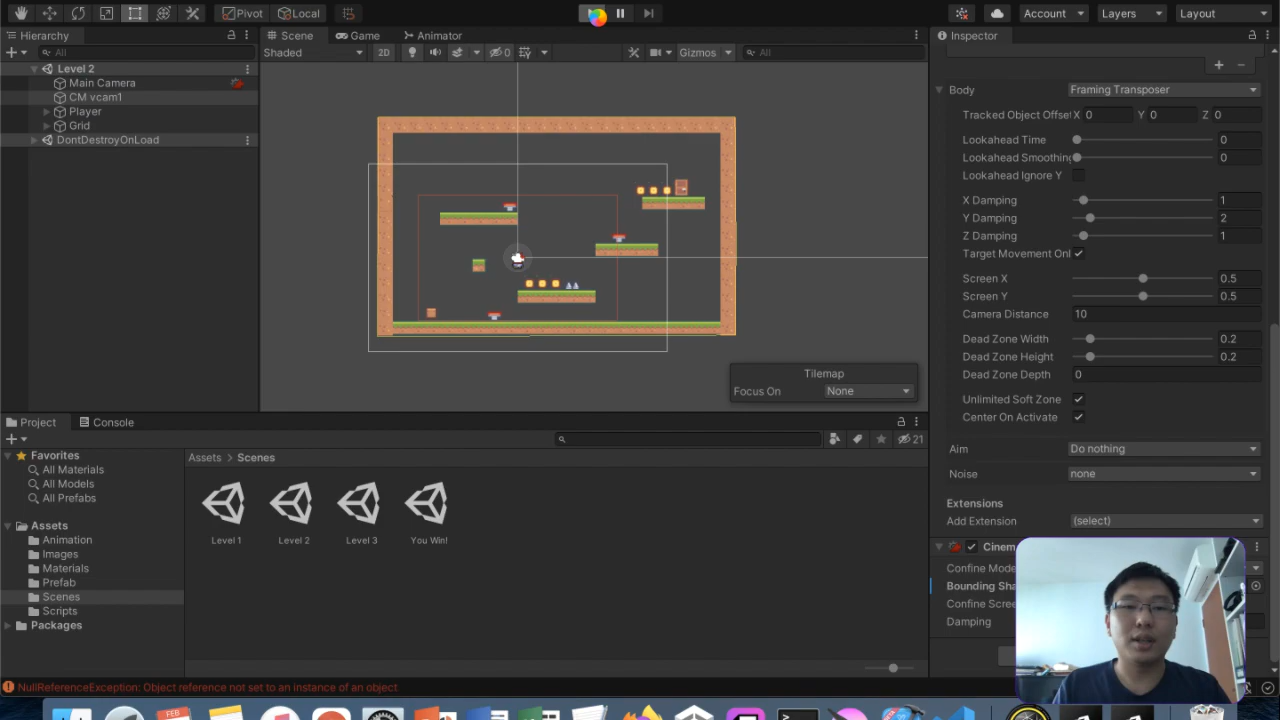 Pivot Local Account Layers Layout
Hierarchy Scene Game Animator Inspector
All Shaded 2D 0 Gizmos All
Level 2
Main Camera
CM vcam1
Player
Grid
DontDestroyOnLoad
Tilemap
Focus On None
Body Framing Transposer
Tracked Object Offset X 0 Y 0 Z 0
Lookahead Time 0
Lookahead Smoothing 0
Lookahead Ignore Y
X Damping 1
Y Damping 2
Z Damping 1
Target Movement Onl
Screen X 0.5
Screen Y 0.5
Camera Distance 10
Dead Zone Width 0.2
Dead Zone Height 0.2
Dead Zone Depth 0
Unlimited Soft Zone
Center On Activate
Aim Do nothing
Noise none
Extensions
Add Extension (select)
Cinem
Confine Mode
Bounding Sha
Confine Scree
Damping
Project Console
21
Favorites
All Materials
All Models
All Prefabs
Assets
Animation
Images
Materials
Prefab
Scenes
Scripts
Packages
Assets > Scenes
Level 1 Level 2 Level 3 You Win!
NullReferenceException: Object reference not set to an instance of an object
FEB